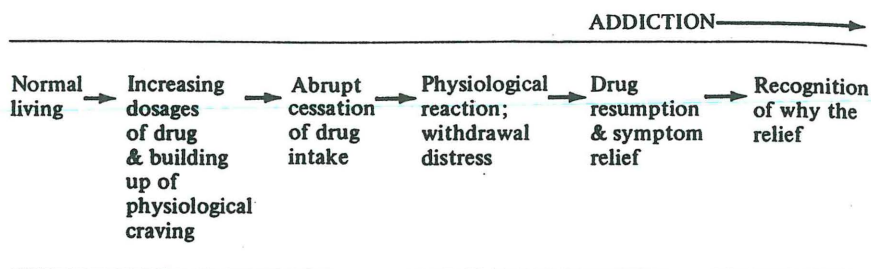 ADDICTION
Normal living
Increasing dosages of drug & building up of physiological craving
Abrupt cessation of drug intake
Physiological reaction; withdrawal distress
Drug resumption & symptom relief
Recognition of why the relief